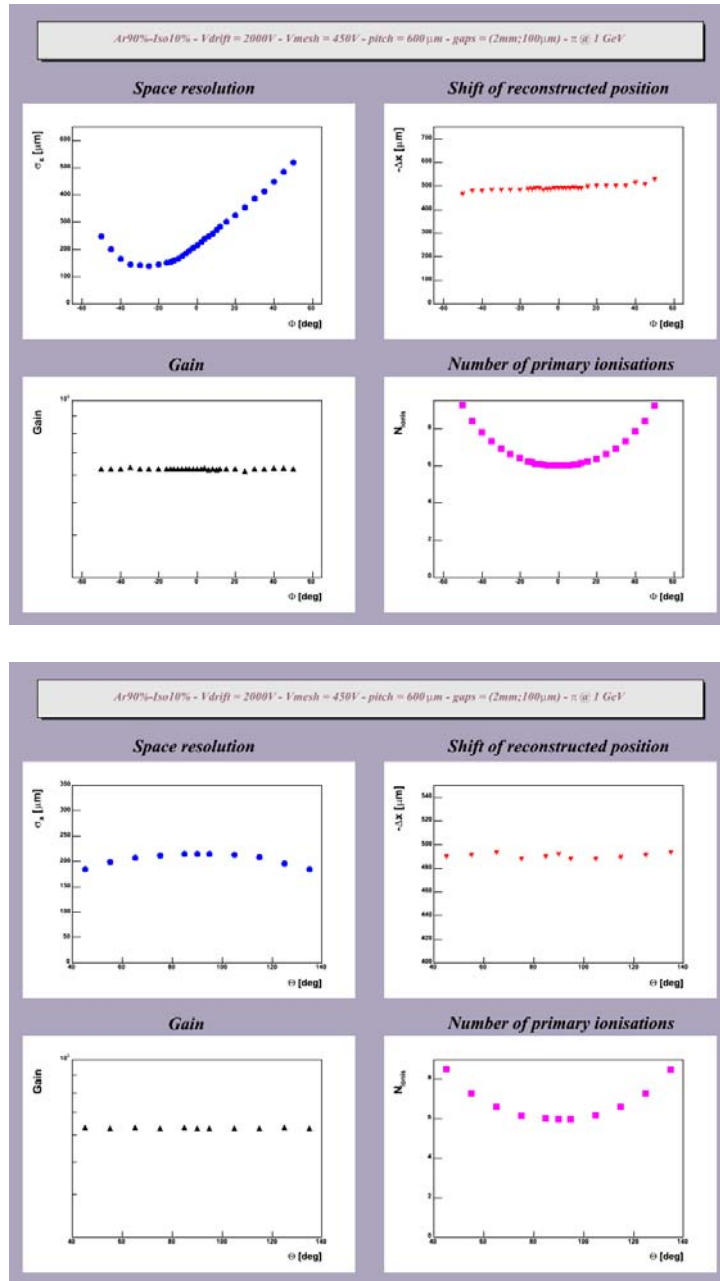 Ar90%-Iso10% - Vdrift = 2000V - Vmesh = 450V - pitch = 600μm - gaps = (2mm;100μm) - π @ 1 GeV
Space resolution
Shift of reconstructed position
σx [μm]
600
500
400
300
200
100
0
-60 -40 -20 0 20 40 60
Φ [deg]
-Δx [μm]
700
600
500
400
300
200
100
0
-60 -40 -20 0 20 40 60
Φ [deg]
Gain
Number of primary ionisations
Gain
-60 -40 -20 0 20 40 60
Φ [deg]
Nionis
8
6
4
2
0
-60 -40 -20 0 20 40 60
Φ [deg]
Ar90%-Iso10% - Vdrift = 2000V - Vmesh = 450V - pitch = 600μm - gaps = (2mm;100μm) - π @ 1 GeV
Space resolution
Shift of reconstructed position
σx [μm]
350
300
250
200
150
100
50
0
40 60 80 100 120 140
Θ [deg]
-Δx [μm]
540
520
500
480
460
440
420
400
40 60 80 100 120 140
Θ [deg]
Gain
Number of primary ionisations
Gain
40 60 80 100 120 140
Θ [deg]
Nionis
8
6
4
2
0
40 60 80 100 120 140
Θ [deg]